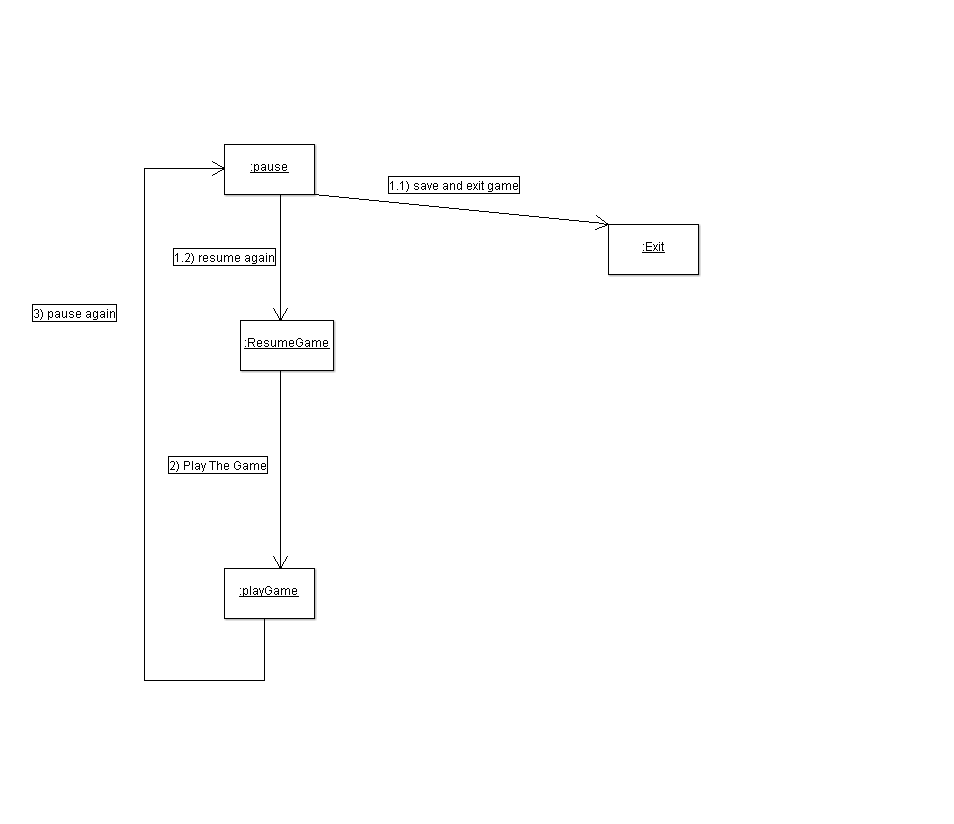 :pause
1.1) save and exit game
:Exit
1.2) resume again
3) pause again
:ResumeGame
2) Play The Game
:playGame